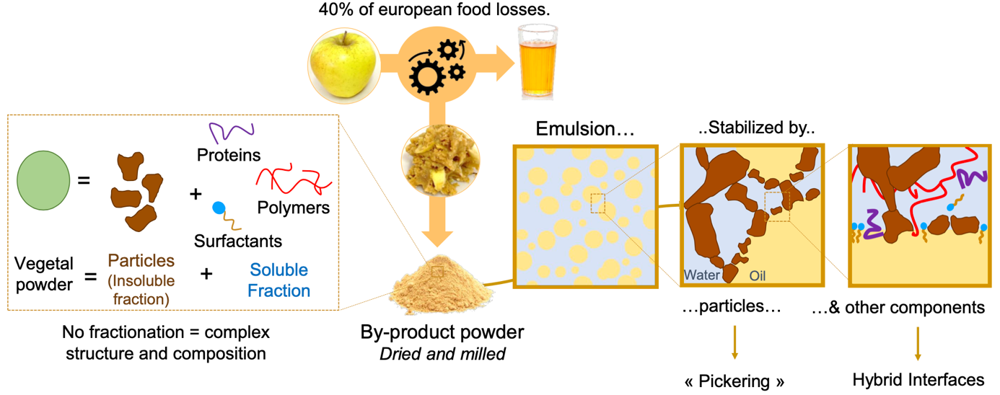 40% of european food losses.
Proteins
=
+
Polymers
Surfactants
Vegetal
powder
=
Particles
(Insoluble
fraction)
+
Soluble
Fraction
No fractionation = complex
structure and composition
By-product powder
Dried and milled
Emulsion…
..Stabilized by..
Water
Oil
…particles…
…& other components
« Pickering »
Hybrid Interfaces